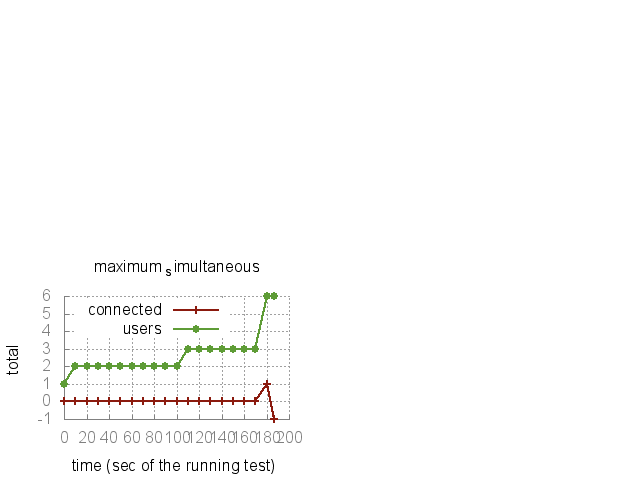 maximum simultaneous
6
connected
5
users
4
3
2
1
0
-1
total
0 20 40 60 80 100 120 140 160 180 200
time (sec of the running test)